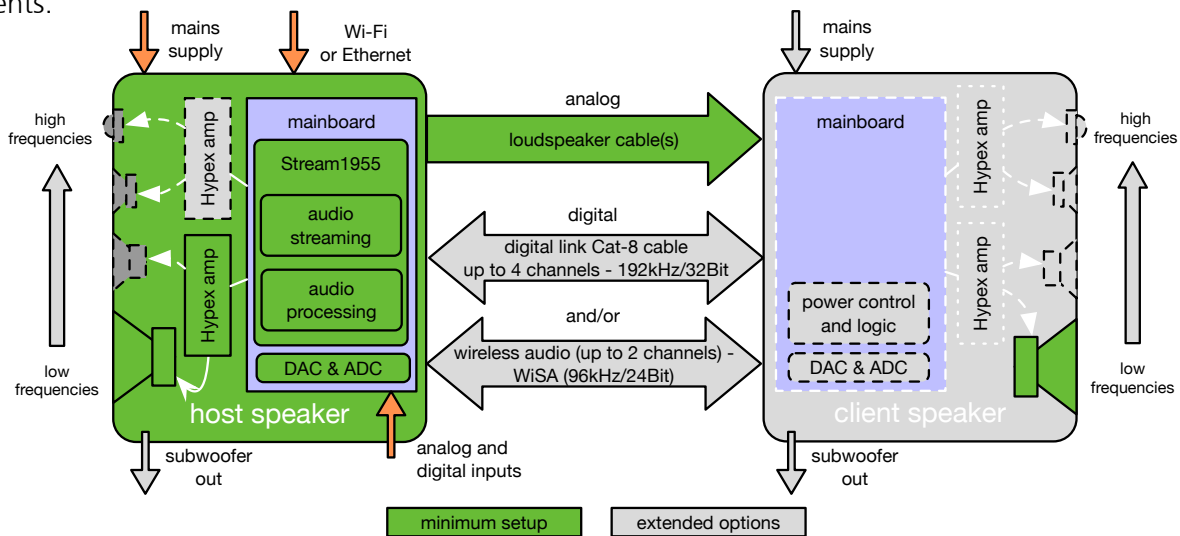 ents.
mains
supply
Wi-Fi
or Ethernet
high
frequencies
low
frequencies
Hypex amp
Hypex amp
mainboard
Stream1955
audio
streaming
audio
processing
DAC & ADC
host speaker
subwoofer
out
analog and
digital inputs
analog
loudspeaker cable(s)
digital
digital link Cat-8 cable
up to 4 channels - 192kHz/32Bit
and/or
wireless audio (up to 2 channels) -
WiSA (96kHz/24Bit)
mains
supply
mainboard
Hypex amp
Hypex amp
power control
and logic
DAC & ADC
client speaker
high
frequencies
low
frequencies
subwoofer
out
minimum setup
extended options